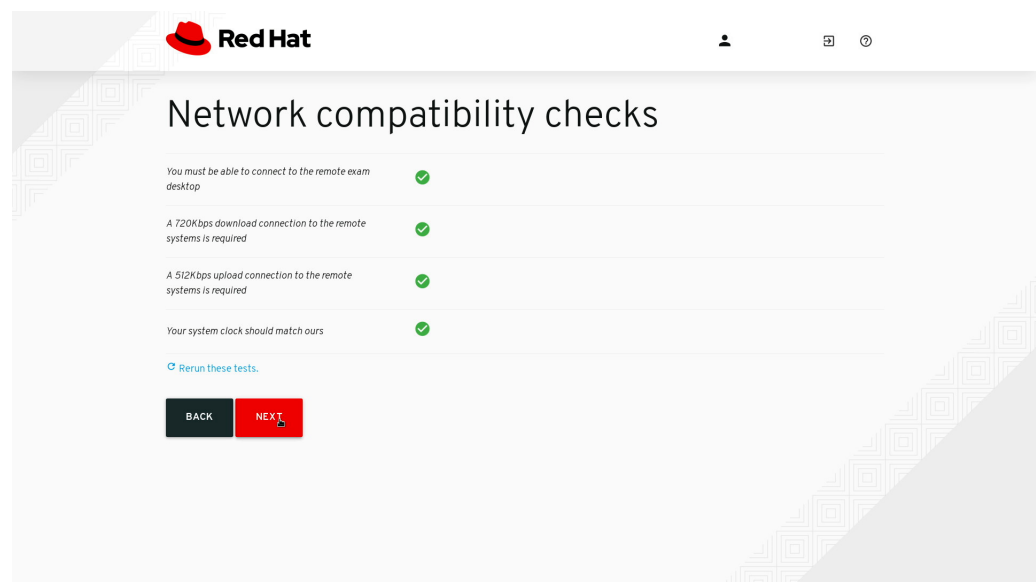 Red Hat
Network compatibility checks
You must be able to connect to the remote exam
desktop
A 720Kbps download connection to the remote
systems is required
A 512Kbps upload connection to the remote
systems is required
Your system clock should match ours
Rerun these tests.
BACK
NEXT